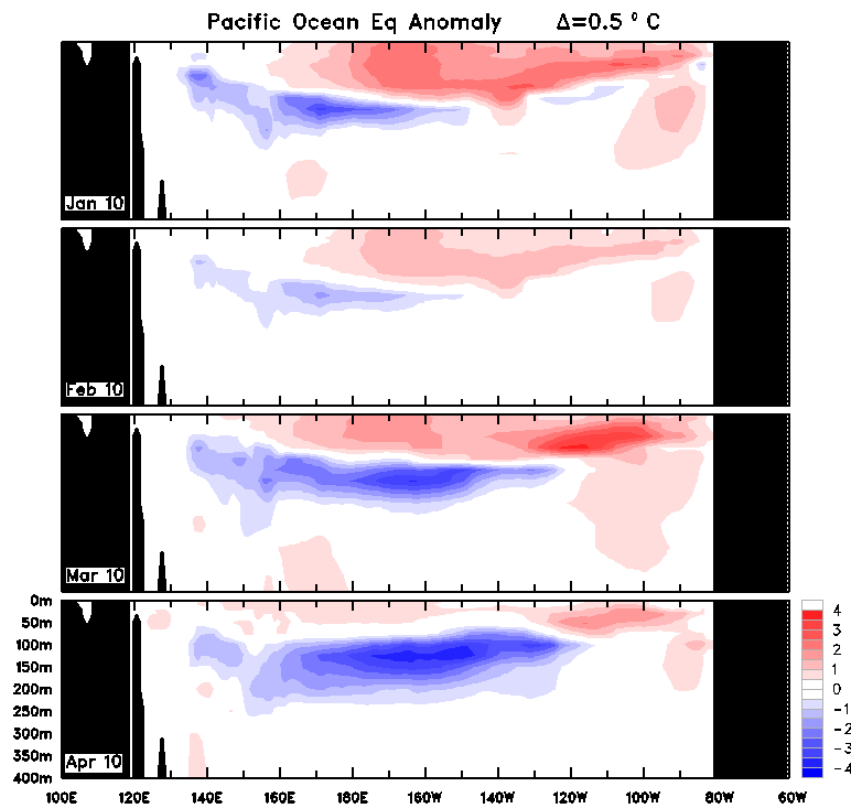 Pacific Ocean Eq Anomaly Δ=0.5 ° C
Jan 10
Feb 10
Mar 10
0m
50m
100m
150m
200m
250m
300m
350m
400m
Apr 10
4
3
2
1
0
-1
-2
-3
-4
100E 120E 140E 160E 180 160W 140W 120W 100W 80W 60W